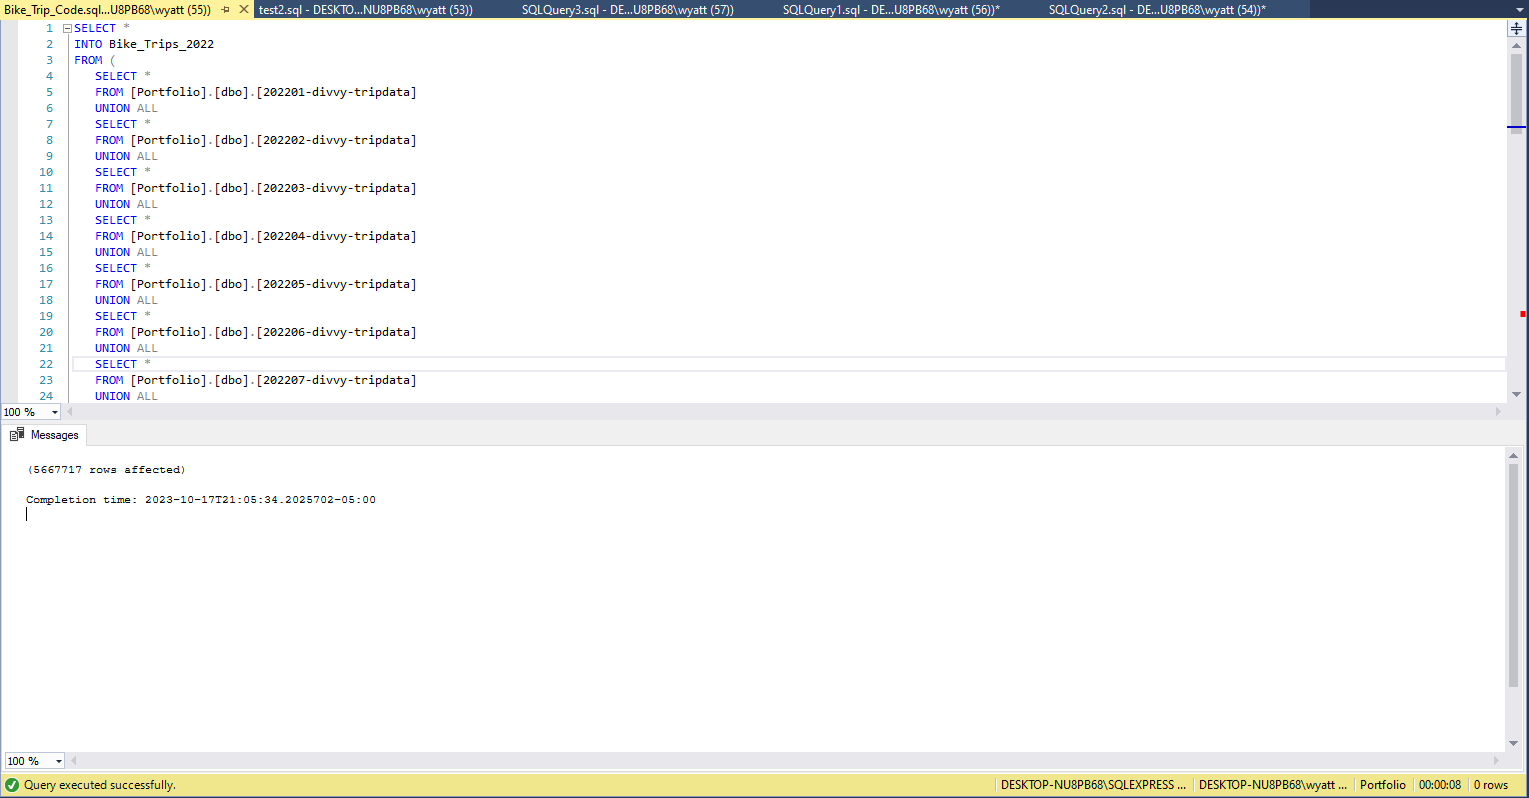 Bike_Trip_Code.sql...U8PB68\wyatt (55)) test2.sql - DESKTO...NU8PB68\wyatt (53)) SQLQuery3.sql - DE...U8PB68\wyatt (57)) SQLQuery1.sql - DE...U8PB68\wyatt (56))* SQLQuery2.sql - DE...U8PB68\wyatt (54))*
1 SELECT *
2 INTO Bike_Trips_2022
3 FROM (
4 SELECT *
5 FROM [Portfolio].[dbo].[202201-divvy-tripdata]
6 UNION ALL
7 SELECT *
8 FROM [Portfolio].[dbo].[202202-divvy-tripdata]
9 UNION ALL
10 SELECT *
11 FROM [Portfolio].[dbo].[202203-divvy-tripdata]
12 UNION ALL
13 SELECT *
14 FROM [Portfolio].[dbo].[202204-divvy-tripdata]
15 UNION ALL
16 SELECT *
17 FROM [Portfolio].[dbo].[202205-divvy-tripdata]
18 UNION ALL
19 SELECT *
20 FROM [Portfolio].[dbo].[202206-divvy-tripdata]
21 UNION ALL
22 SELECT *
23 FROM [Portfolio].[dbo].[202207-divvy-tripdata]
24 UNION ALL
100 %
Messages
(5667717 rows affected)
Completion time: 2023-10-17T21:05:34.2025702-05:00
100 %
Query executed successfully. DESKTOP-NU8PB68\SQLEXPRESS ... DESKTOP-NU8PB68\wyatt ... Portfolio 00:00:08 0 rows